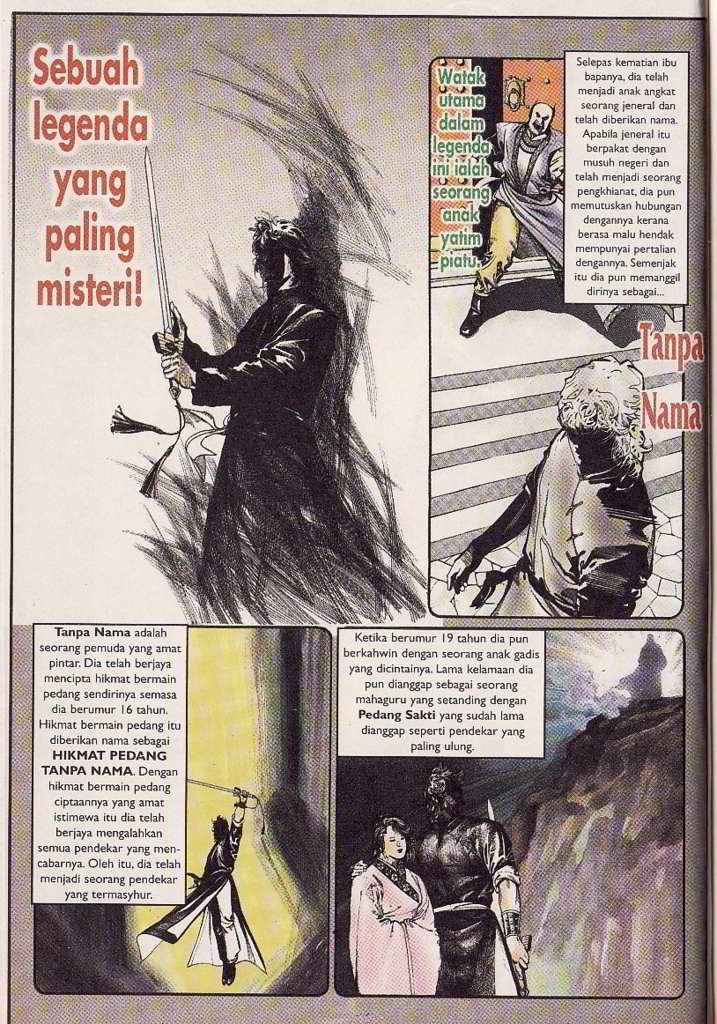 Sebuah
legenda
yang
paling
misteri!
Watak
utama
dalam
legenda
ini ialah
seorang
anak
yatim
piatu.
Selepas kematian ibu
bapanya, dia telah
menjadi anak angkat
seorang jeneral dan
telah diberikan nama.
Apabila jeneral itu
berpakat dengan
musuh negeri dan
telah menjadi seorang
pengkhianat, dia pun
memutuskan hubungan
dengannya kerana
berasa malu hendak
mempunyai pertalian
dengannya. Semenjak
itu dia pun memanggil
dirinya sebagai...
Tanpa
Nama
Tanpa Nama adalah
seorang pemuda yang amat
pintar. Dia telah berjaya
mencipta hikmat bermain
pedang sendirinya semasa
dia berumur 16 tahun.
Hikmat bermain pedang itu
diberikan nama sebagai
HIKMAT PEDANG
TANPA NAMA. Dengan
hikmat bermain pedang
ciptaannya yang amat
istimewa itu dia telah
berjaya mengalahkan
semua pendekar yang men-
cabarnya. Oleh itu, dia telah
menjadi seorang pendekar
yang termasyhur.
Ketika berumur 19 tahun dia pun
berkahwin dengan seorang anak gadis
yang dicintainya. Lama kelamaan dia
pun dianggap sebagai seorang
mahaguru yang setanding dengan
Pedang Sakti yang sudah lama
dianggap seperti pendekar yang
paling ulung.